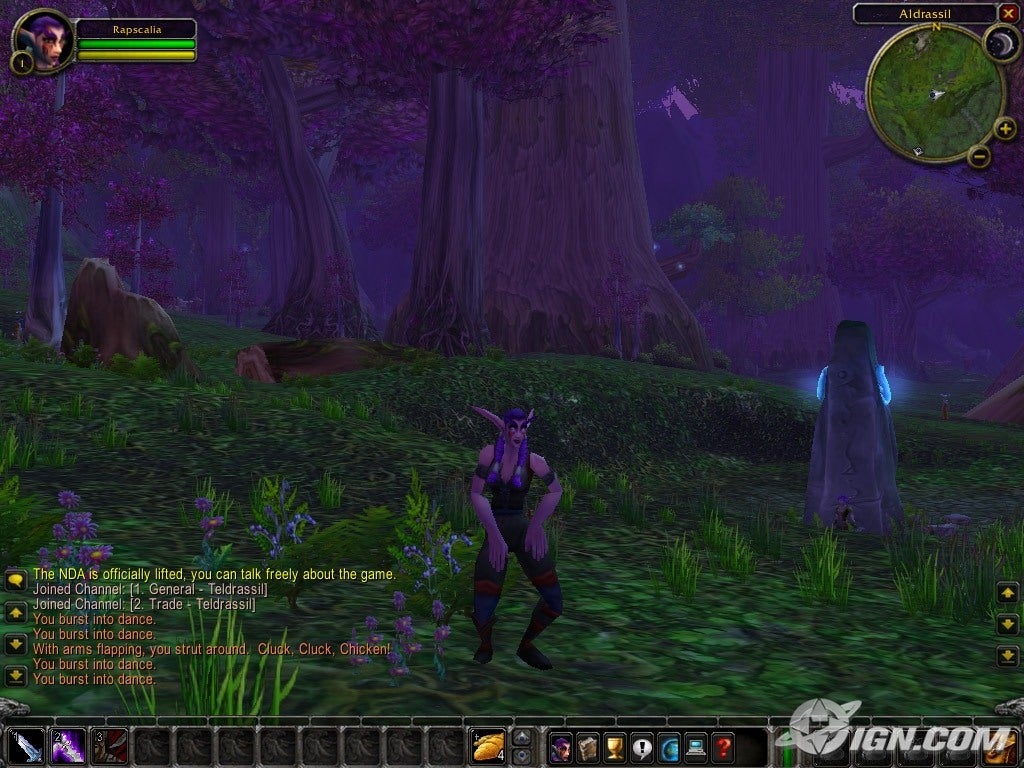 Rapscalia
1
Aldrassil
N
The NDA is officially lifted, you can talk freely about the game.
Joined Channel: [1. General - Teldrassil]
Joined Channel: [2. Trade - Teldrassil]
You burst into dance.
You burst into dance.
With arms flapping, you strut around. Cluck, Cluck, Chicken!
You burst into dance.
You burst into dance.
1 2 3 + 4
IGN.COM